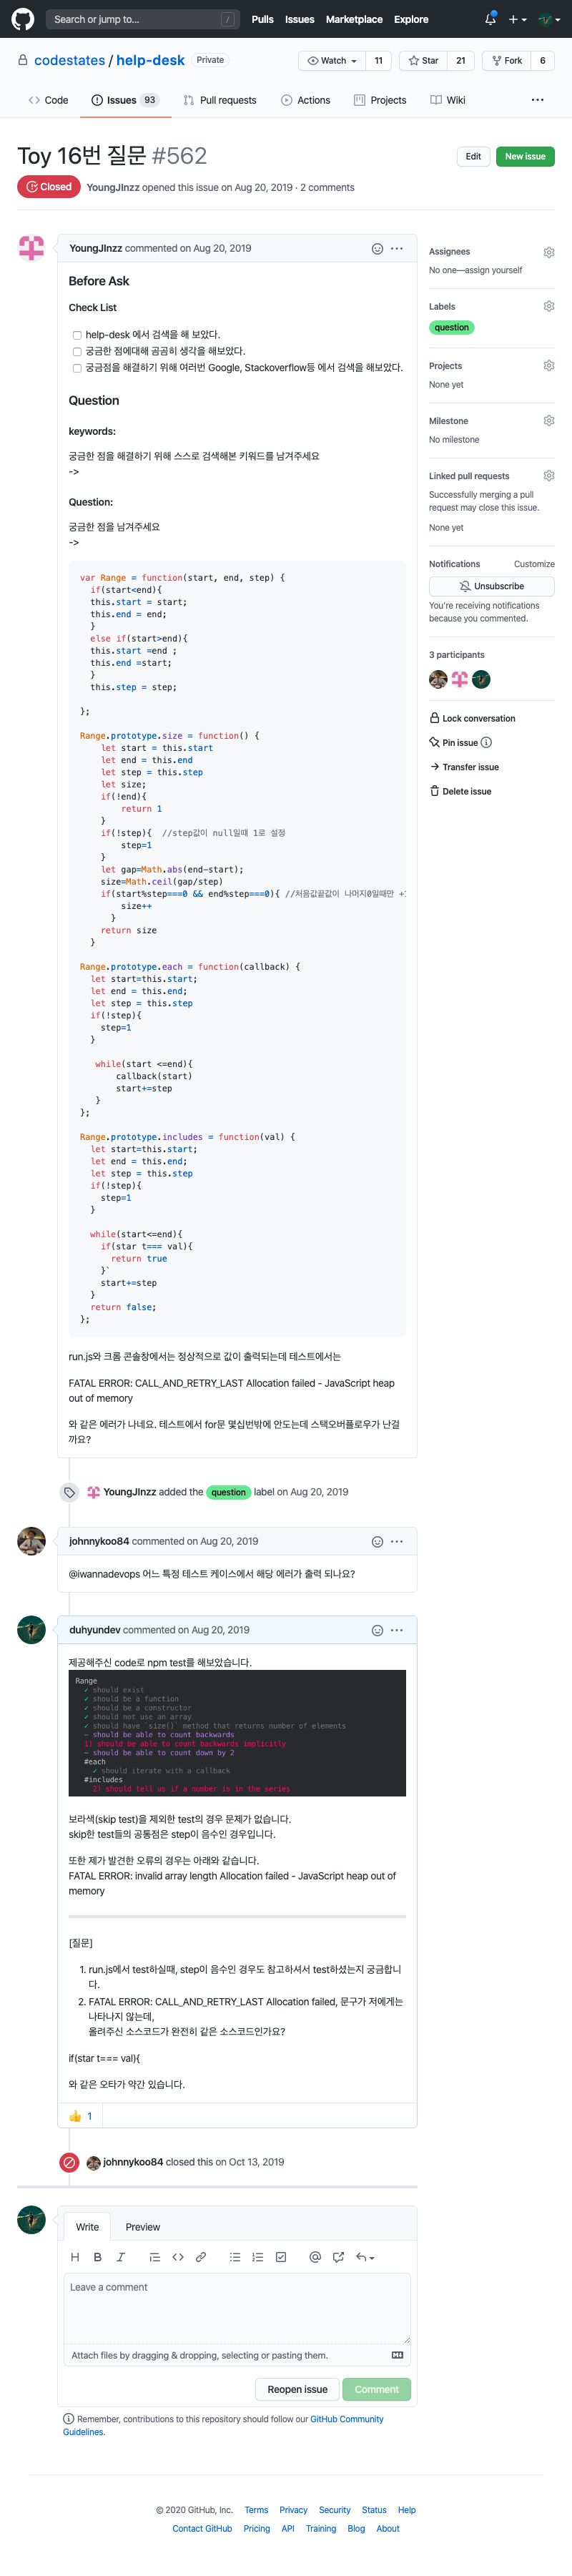 Search or jump to... /
Pulls Issues Marketplace Explore
codestates / help-desk Private
Watch 11 Star 21 Fork 6
Code Issues 93 Pull requests Actions Projects Wiki ...
Toy 16번 질문 #562
Edit New issue
Closed YoungJInzz opened this issue on Aug 20, 2019 · 2 comments
YoungJInzz commented on Aug 20, 2019
Before Ask
Check List
help-desk 에서 검색을 해 보았다.
궁금한 점에대해 곰곰히 생각을 해보았다.
궁금점을 해결하기 위해 여러번 Google, Stackoverflow등 에서 검색을 해보았다.
Question
keywords:
궁금한 점을 해결하기 위해 스스로 검색해본 키워드를 남겨주세요
->
Question:
궁금한 점을 남겨주세요
->
var Range = function(start, end, step) {
if(start<end){
this.start = start;
this.end = end;
}
else if(start>end){
this.start =end ;
this.end =start;
}
this.step = step;
};
Range.prototype.size = function() {
let start = this.start
let end = this.end
let step = this.step
let size;
if(!end){
return 1
}
if(!step){ //step값이 null일때 1로 설정
step=1
}
let gap=Math.abs(end-start);
size=Math.ceil(gap/step)
if(start%step===0 && end%step===0){ //처음값끝값이 나머지0일때만 +1
size++
}
return size
}
Range.prototype.each = function(callback) {
let start=this.start;
let end = this.end;
let step = this.step
if(!step){
step=1
}
while(start <=end){
callback(start)
start+=step
}
};
Range.prototype.includes = function(val) {
let start=this.start;
let end = this.end;
let step = this.step
if(!step){
step=1
}
while(start<=end){
if(star t=== val){
return true
}`
start+=step
}
return false;
};
run.js와 크롬 콘솔창에서는 정상적으로 값이 출력되는데 테스트에서는
FATAL ERROR: CALL_AND_RETRY_LAST Allocation failed - JavaScript heap
out of memory
와 같은 에러가 나네요. 테스트에서 for문 몇십번밖에 안도는데 스택오버플로우가 난걸
까요?
YoungJInzz added the question label on Aug 20, 2019
johnnykoo84 commented on Aug 20, 2019
@iwannadevops 어느 특정 테스트 케이스에서 해당 에러가 출력 되나요?
duhyundev commented on Aug 20, 2019
제공해주신 code로 npm test를 해보았습니다.
Range
✓ should exist
✓ should be a function
✓ should be a constructor
✓ should not use an array
✓ should have `size()` method that returns number of elements
- should be able to count backwards
1) should be able to count backwards implicitly
- should be able to count down by 2
#each
✓ should iterate with a callback
#includes
2) should tell us if a number is in the series
보라색(skip test)을 제외한 test의 경우 문제가 없습니다.
skip한 test들의 공통점은 step이 음수인 경우입니다.
또한 제가 발견한 오류의 경우는 아래와 같습니다.
FATAL ERROR: invalid array length Allocation failed - JavaScript heap out of
memory
[질문]
1. run.js에서 test하실때, step이 음수인 경우도 참고하셔서 test하셨는지 궁금합니
다.
2. FATAL ERROR: CALL_AND_RETRY_LAST Allocation failed, 문구가 저에게는
나타나지 않는데,
올려주신 소스코드가 완전히 같은 소스코드인가요?
if(star t=== val){
와 같은 오타가 약간 있습니다.
👍 1
johnnykoo84 closed this on Oct 13, 2019
Write Preview
Leave a comment
Attach files by dragging & dropping, selecting or pasting them.
Reopen issue Comment
Remember, contributions to this repository should follow our GitHub Community
Guidelines.
Assignees
No one—assign yourself
Labels
question
Projects
None yet
Milestone
No milestone
Linked pull requests
Successfully merging a pull
request may close this issue.
None yet
Notifications Customize
Unsubscribe
You're receiving notifications
because you commented.
3 participants
Lock conversation
Pin issue
Transfer issue
Delete issue
© 2020 GitHub, Inc. Terms Privacy Security Status Help
Contact GitHub Pricing API Training Blog About